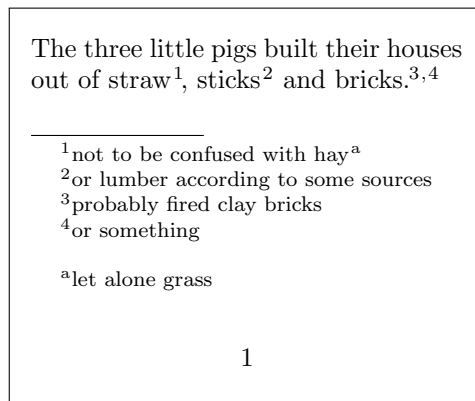 The three little pigs built their houses
out of straw¹, sticks² and bricks.³,⁴
¹not to be confused with hayᵃ
²or lumber according to some sources
³probably fired clay bricks
⁴or something
ᵃlet alone grass
1